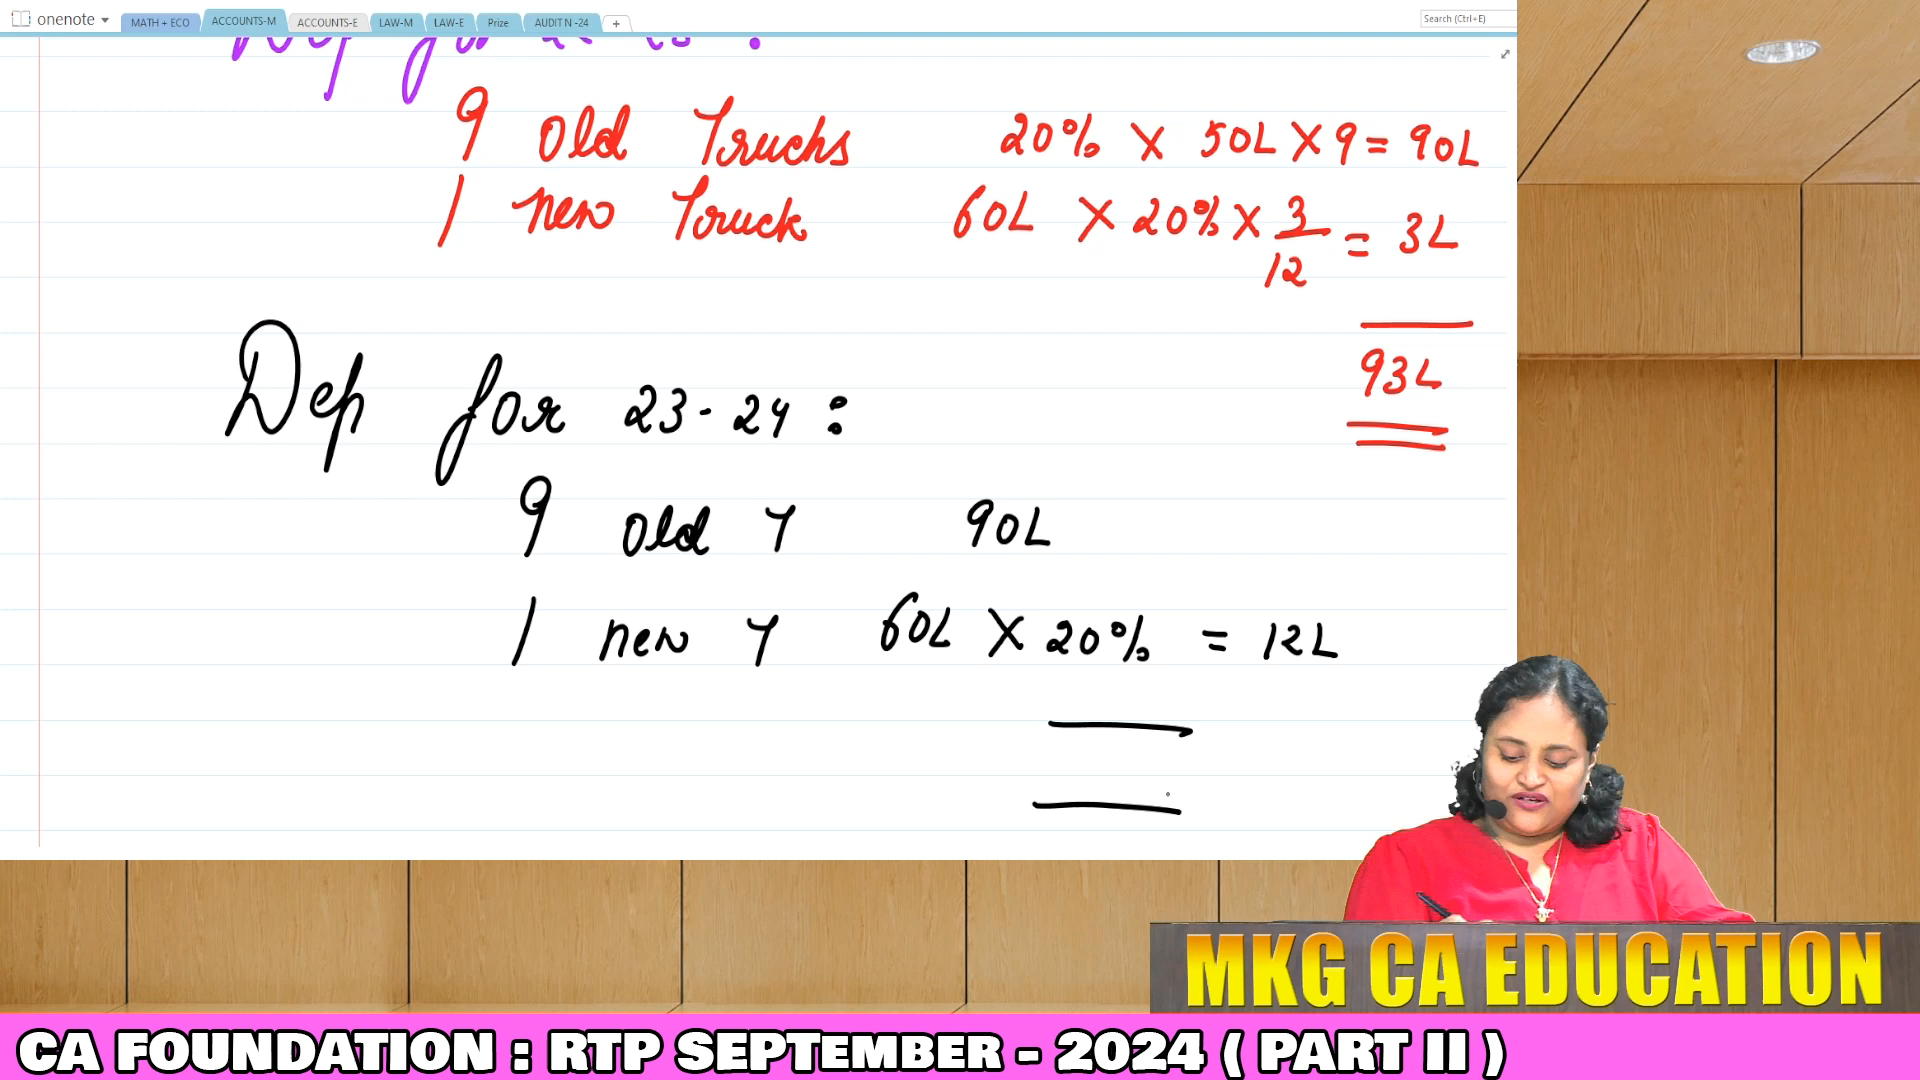 onenote MATH + ECO ACCOUNTS-M ACCOUNTS-E LAW-M LAW-E Prize AUDIT N -24 + Search (Ctrl+E)
Dep for
9 old Trucks 20% X 50L X 9 = 90L
1 new Truck 60L X 20% X 3/12 = 3L
93L
Dep for 23-24 :
9 old T 90L
1 new T 60L X 20% = 12L
MKG CA EDUCATION
CA FOUNDATION : RTP SEPTEMBER - 2024 ( PART II )